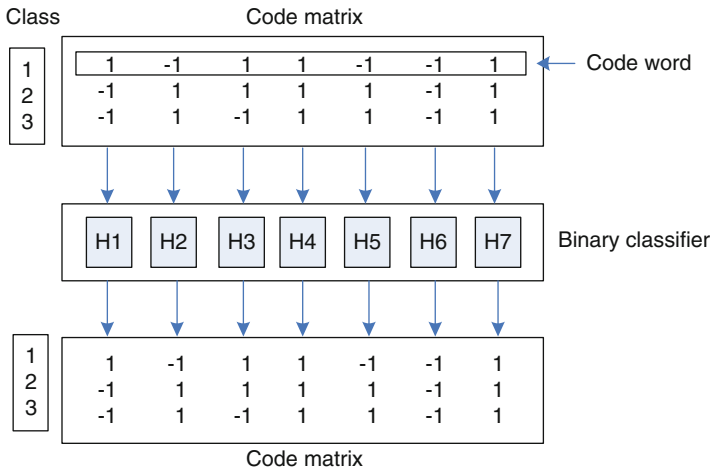 Class Code matrix
1 1 -1 1 1 -1 -1 1 Code word
2 -1 1 1 1 1 -1 1
3 -1 1 -1 1 1 -1 1
H1 H2 H3 H4 H5 H6 H7 Binary classifier
1 1 -1 1 1 -1 -1 1
2 -1 1 1 1 1 -1 1
3 -1 1 -1 1 1 -1 1
Code matrix